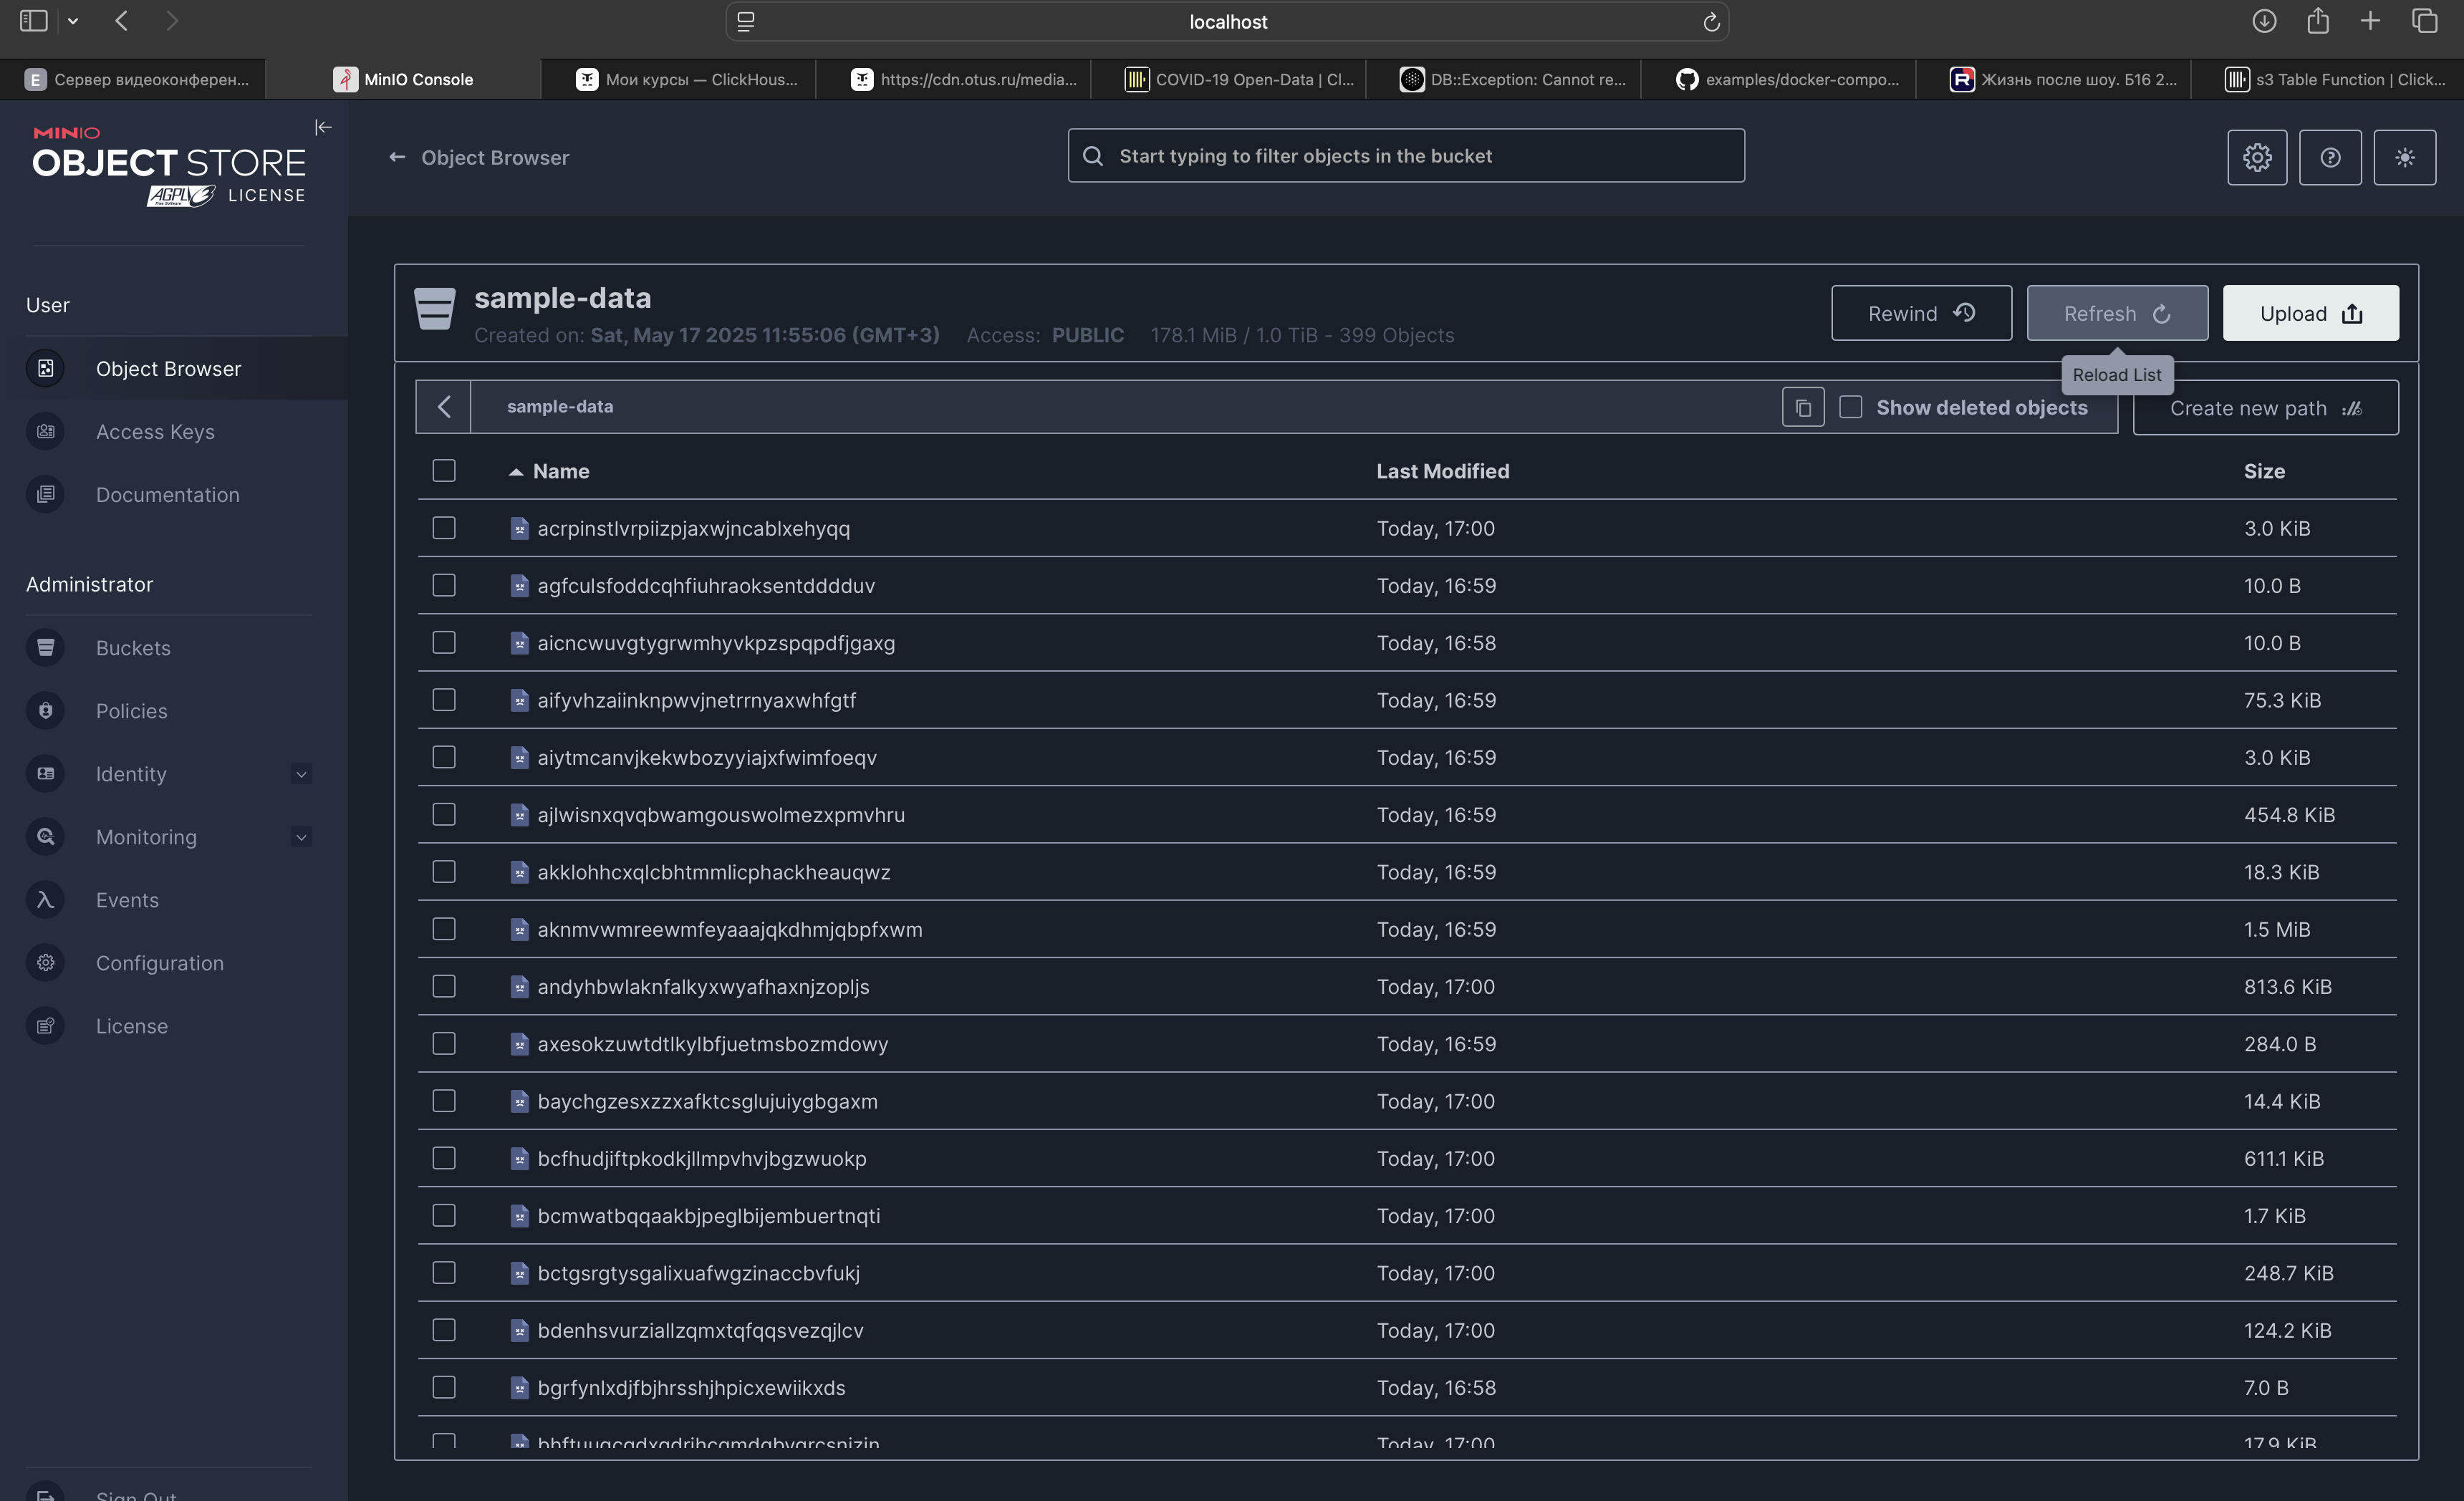 localhost
E Сервер видеоконферен...
MinIO Console
Мои курсы — ClickHous...
https://cdn.otus.ru/media...
COVID-19 Open-Data | Cl...
DB::Exception: Cannot re...
examples/docker-compo...
Жизнь после шоу. Б16 2...
s3 Table Function | Click...
MINIO
OBJECT STORE
AGPL V3 LICENSE
Free Software
Object Browser
Start typing to filter objects in the bucket
User
Object Browser
Access Keys
Documentation
Administrator
Buckets
Policies
Identity
Monitoring
Events
Configuration
License
Sign Out
sample-data
Created on: Sat, May 17 2025 11:55:06 (GMT+3) Access: PUBLIC 178.1 MiB / 1.0 TiB - 399 Objects
Rewind
Refresh
Upload
Reload List
sample-data
Show deleted objects
Create new path
Name Last Modified Size
acrpinstlvrpiizpjaxwjncablxehyqq Today, 17:00 3.0 KiB
agfculsfoddcqhfiuhraoksentdddduv Today, 16:59 10.0 B
aicncwuvgtygrwmhyvkpzspqpdfjgaxg Today, 16:58 10.0 B
aifyvhzaiinknpwvjnetrrnyaxwhfgtf Today, 16:59 75.3 KiB
aiytmcanvjkekwbozyyiajxfwimfoeqv Today, 16:59 3.0 KiB
ajlwisnxqvqbwamgouswolmezxpmvhru Today, 16:59 454.8 KiB
akklohhcxqlcbhtmmlicphackheauqwz Today, 16:59 18.3 KiB
aknmvwmreewmfeyaaajqkdhmjqbpfxwm Today, 16:59 1.5 MiB
andyhbwlaknfalkyxwyafhaxnjzopljs Today, 17:00 813.6 KiB
axesokzuwtdtlkylbfjuetmsbozmdowy Today, 16:59 284.0 B
baychgzesxzzxafktcsglujuiygbgaxm Today, 17:00 14.4 KiB
bcfhudjiftpkodkjllmpvhvjbgzwuokp Today, 17:00 611.1 KiB
bcmwatbqqaakbjpeglbijembuertnqti Today, 17:00 1.7 KiB
bctgsrgtysgalixuafwgzinaccbvfukj Today, 17:00 248.7 KiB
bdenhsvurziallzqmxtqfqqsvezqjlcv Today, 17:00 124.2 KiB
bgrfynlxdjfbjhrsshjhpicxewiikxds Today, 16:58 7.0 B
Today, 17:00 17.9 KiB